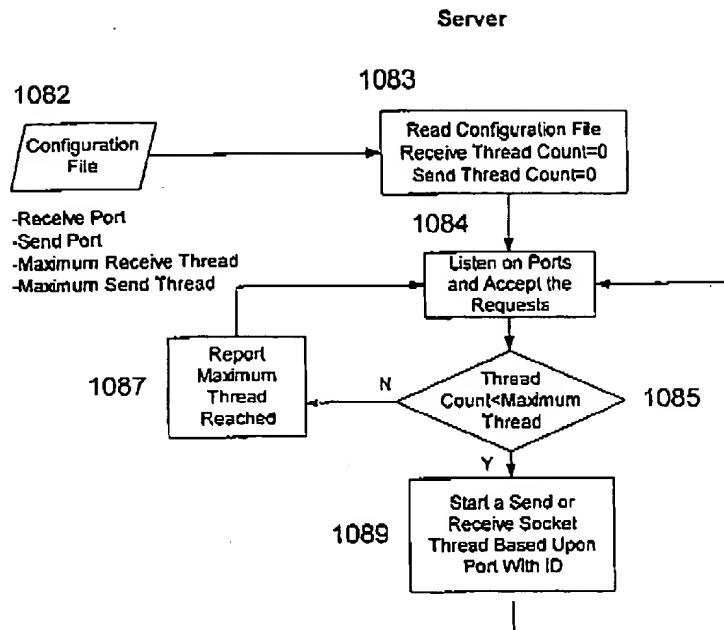 Server
1082
1083
Configuration
File
Read Configuration File
Receive Thread Count=0
Send Thread Count=0
-Receive Port
-Send Port
-Maximum Receive Thread
-Maximum Send Thread
1084
Listen on Ports
and Accept the
Requests
1087
Report
Maximum
Thread
Reached
N
Thread
Count<Maximum
Thread
1085
Y
1089
Start a Send or
Receive Socket
Thread Based Upon
Port With ID